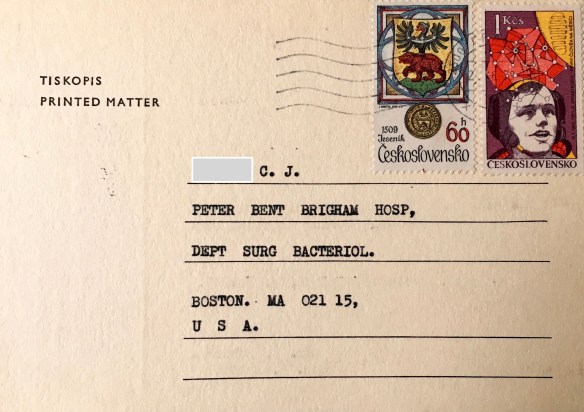 TISKOPIS
PRINTED MATTER
1509
Jeseník
60 h
Československo
1 Kčs
ČESKOSLOVENSKO
C. J.
PETER BENT BRIGHAM HOSP,
DEPT SURG BACTERIOL.
BOSTON. MA 021 15,
U S A.